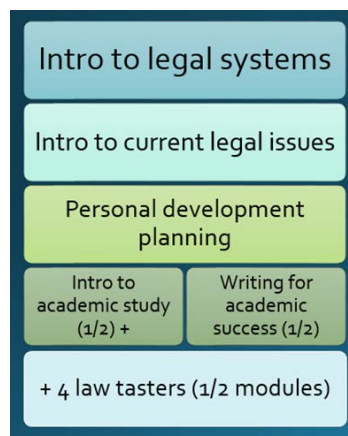 Intro to legal systems
Intro to current legal issues
Personal development
planning
Intro to
academic study
(1/2) +
Writing for
academic
success (1/2)
+ 4 law tasters (1/2 modules)